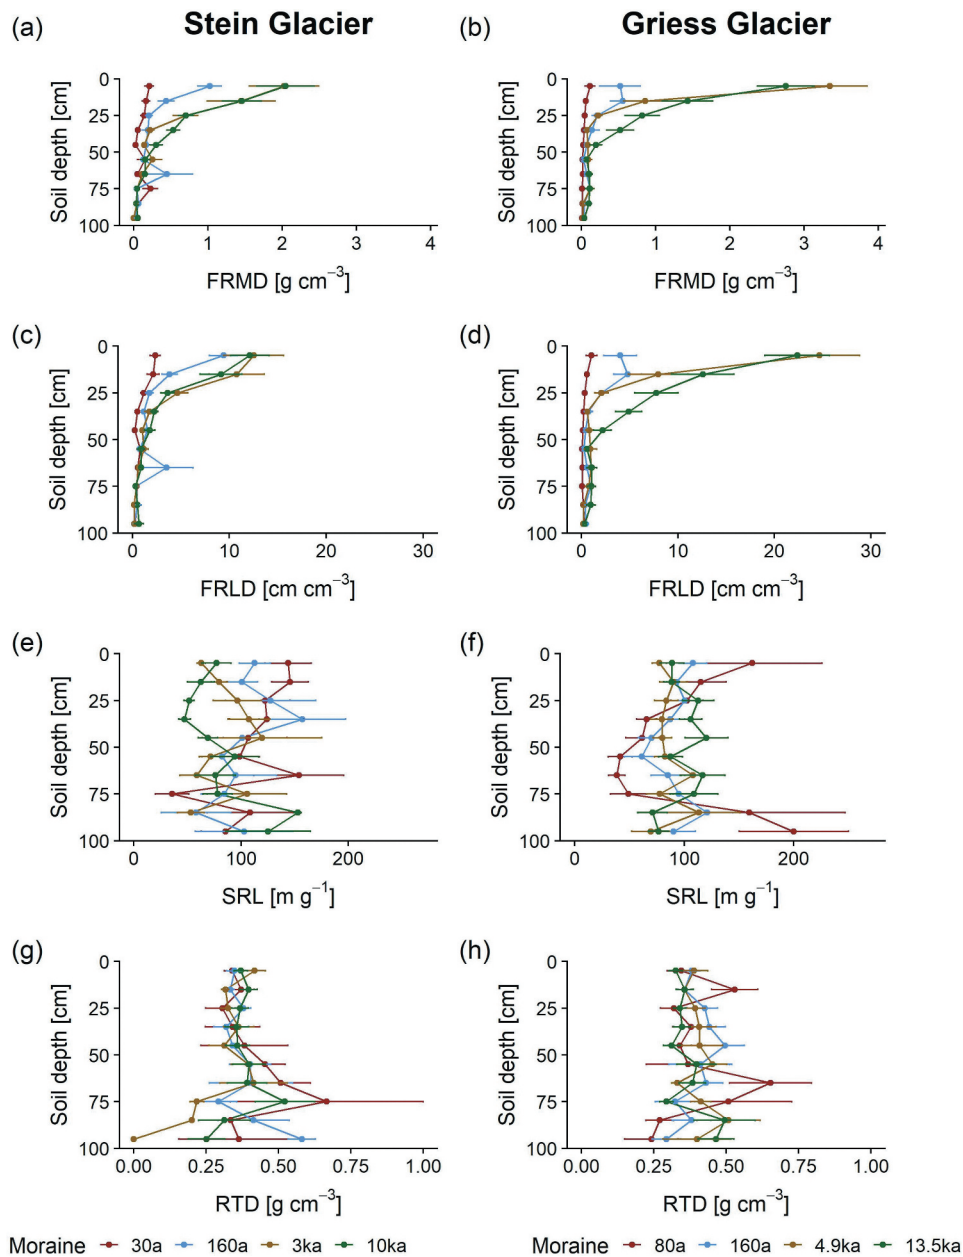 (a) Stein Glacier (b) Griess Glacier
Soil depth [cm]
0
25
50
75
100
0 1 2 3 4
FRMD [g cm⁻³]
Soil depth [cm]
0
25
45
75
100
0 1 2 3 4
FRMD [g cm⁻³]
(c)
Soil depth [cm]
0
25
50
75
100
0 10 20 30
FRLD [cm cm⁻³]
(d)
Soil depth [cm]
0
25
50
75
100
0 10 20 30
FRLD [cm cm⁻³]
(e)
Soil depth [cm]
0
25
50
75
100
0 100 200
SRL [m g⁻¹]
(f)
Soil depth [cm]
0
25
50
75
100
0 100 200
SRL [m g⁻¹]
(g)
Soil depth [cm]
0
25
50
75
100
0.00 0.25 0.50 0.75 1.00
RTD [g cm⁻³]
(h)
Soil depth [cm]
0
25
50
75
100
0.00 0.25 0.50 0.75 1.00
RTD [g cm⁻³]
Moraine 30a 160a 3ka 10ka
Moraine 80a 160a 4.9ka 13.5ka